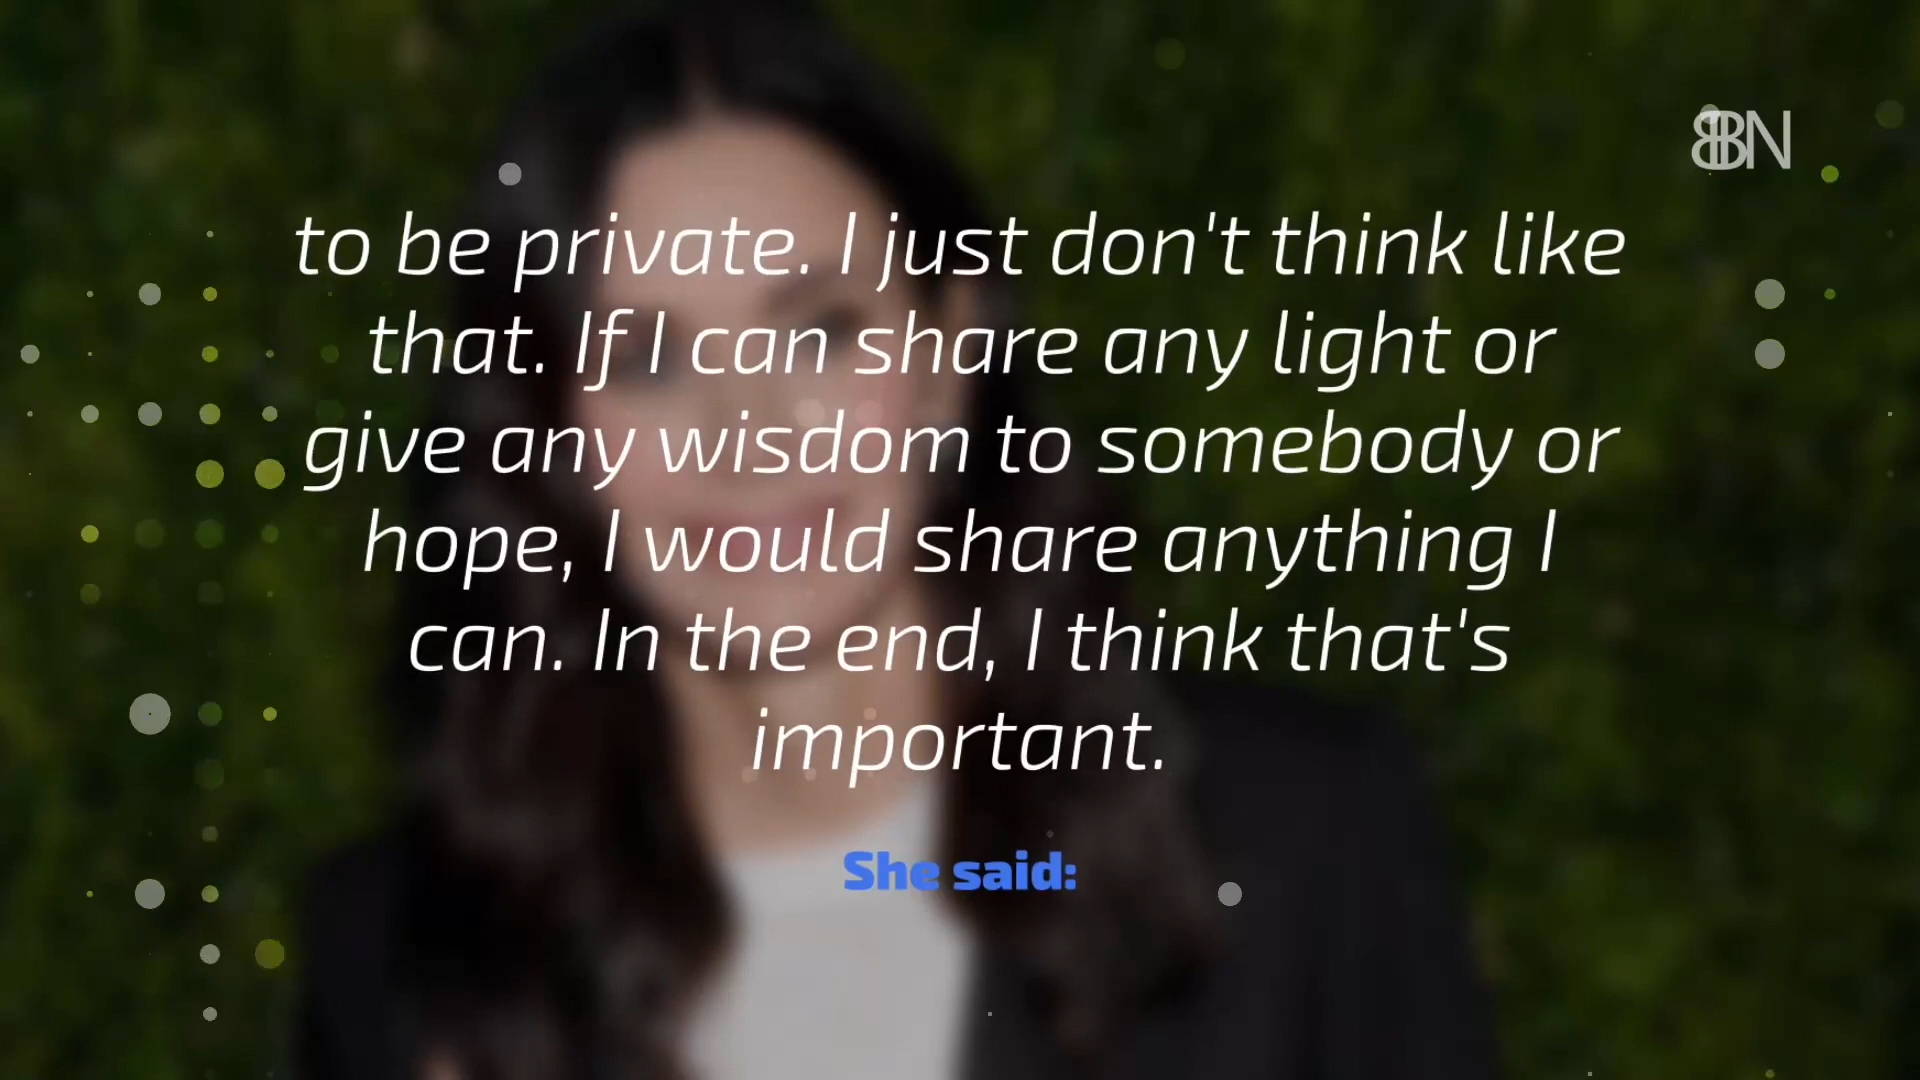 BBN
to be private. I just don't think like
that. If I can share any light or
give any wisdom to somebody or
hope, I would share anything I
can. In the end, I think that's
important.
She said: